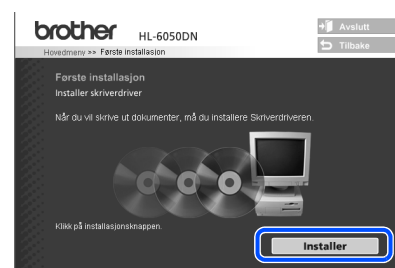 brother HL-6050DN
Avslutt
Tilbake
Hovedmeny »» Første installasjon
Første installasjon
Installer skriverdriver
Når du vil skrive ut dokumenter, må du installere Skriverdriveren.
Klikk på installasjonsknappen.
Installer